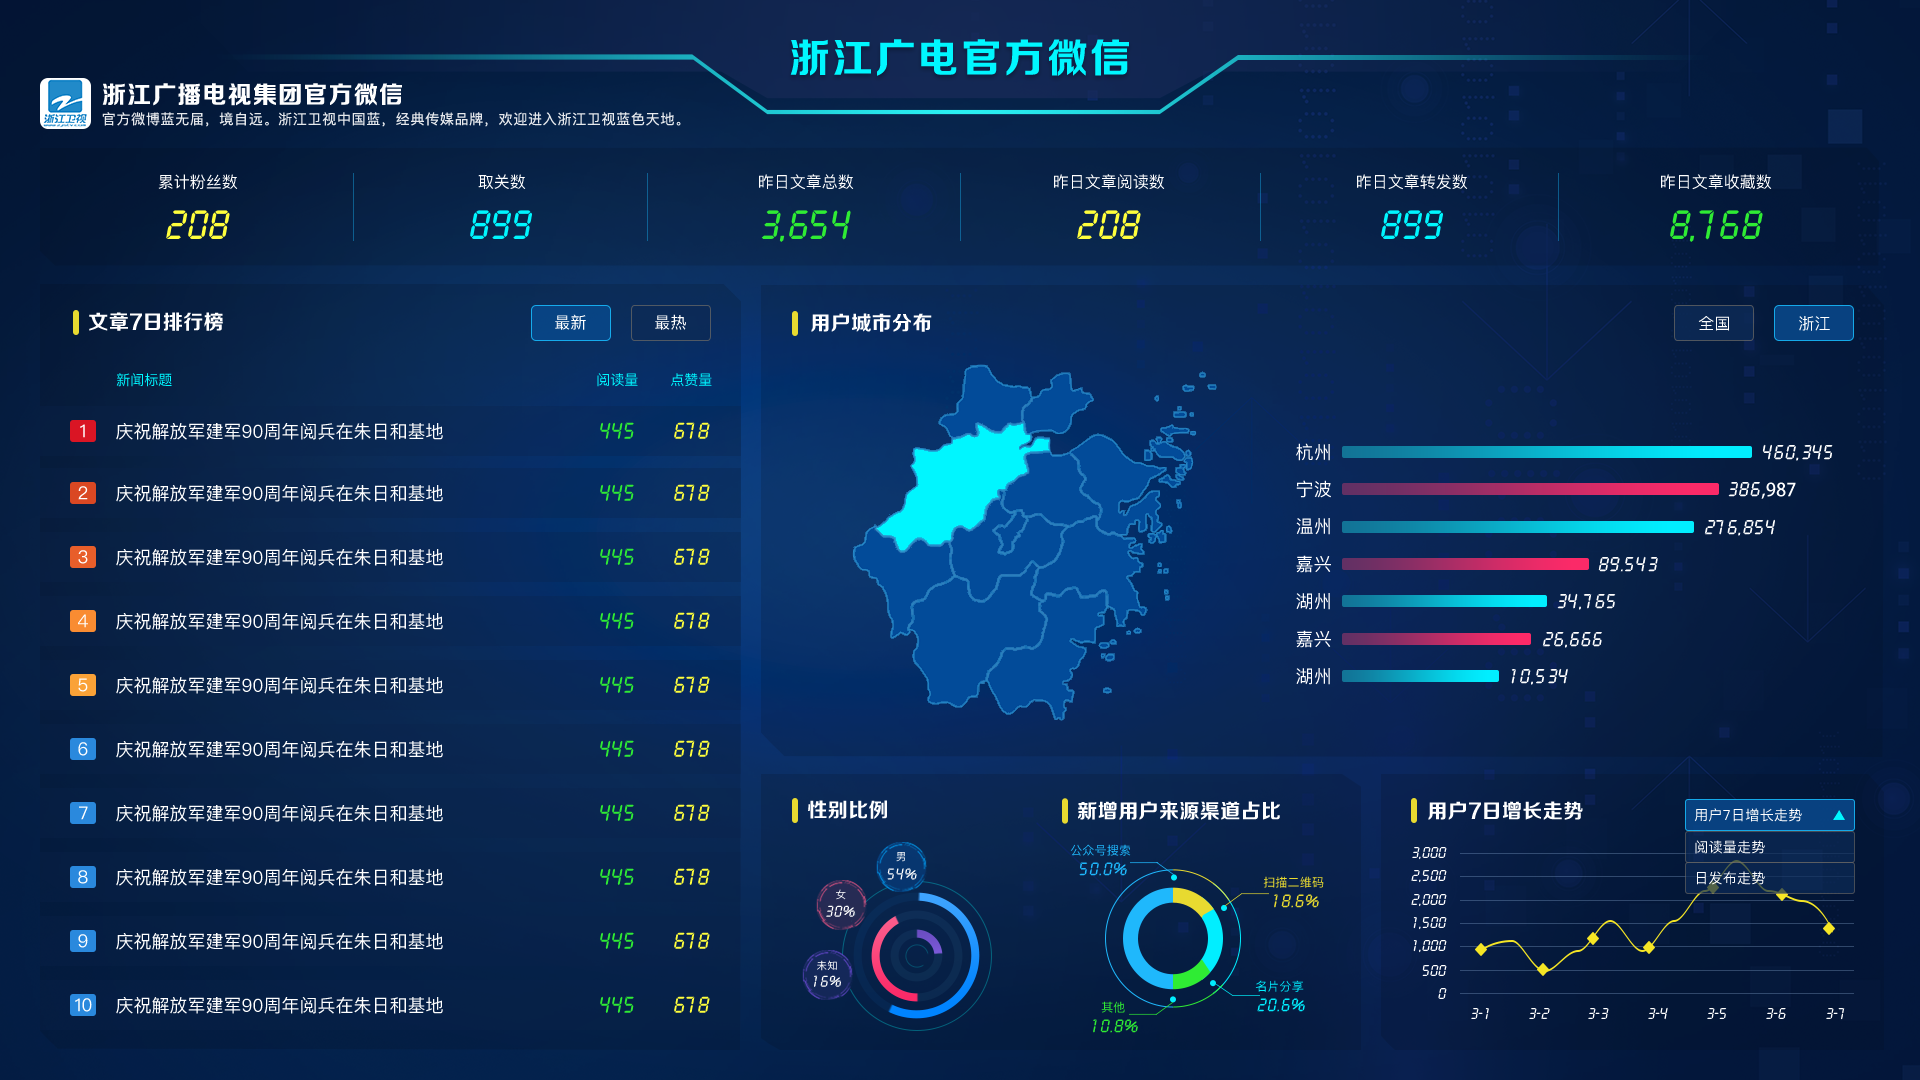 浙江广电官方微信
浙江卫视
浙江广播电视集团官方微信
官方微博蓝无届，境自远。浙江卫视中国蓝，经典传媒品牌，欢迎进入浙江卫视蓝色天地。
累计粉丝数 取关数 昨日文章总数 昨日文章阅读数 昨日文章转发数 昨日文章收藏数
208 899 3,654 208 899 8,768
文章7日排行榜 最新 最热
新闻标题 阅读量 点赞量
1 庆祝解放军建军90周年阅兵在朱日和基地 445 678
2 庆祝解放军建军90周年阅兵在朱日和基地 445 678
3 庆祝解放军建军90周年阅兵在朱日和基地 445 678
4 庆祝解放军建军90周年阅兵在朱日和基地 445 678
5 庆祝解放军建军90周年阅兵在朱日和基地 445 678
6 庆祝解放军建军90周年阅兵在朱日和基地 445 678
7 庆祝解放军建军90周年阅兵在朱日和基地 445 678
8 庆祝解放军建军90周年阅兵在朱日和基地 445 678
9 庆祝解放军建军90周年阅兵在朱日和基地 445 678
10 庆祝解放军建军90周年阅兵在朱日和基地 445 678
用户城市分布 全国 浙江
杭州 460,345
宁波 386,987
温州 276,854
嘉兴 89.543
湖州 34,765
嘉兴 26,666
湖州 10,534
性别比例
男
54%
女
30%
未知
16%
新增用户来源渠道占比
公众号搜索
50.0%
扫描二维码
18.6%
名片分享
20.6%
其他
10.8%
用户7日增长走势
用户7日增长走势
阅读量走势
日发布走势
3,000
2,500
2,000
1,500
1,000
500
0
3-1 3-2 3-3 3-4 3-5 3-6 3-7